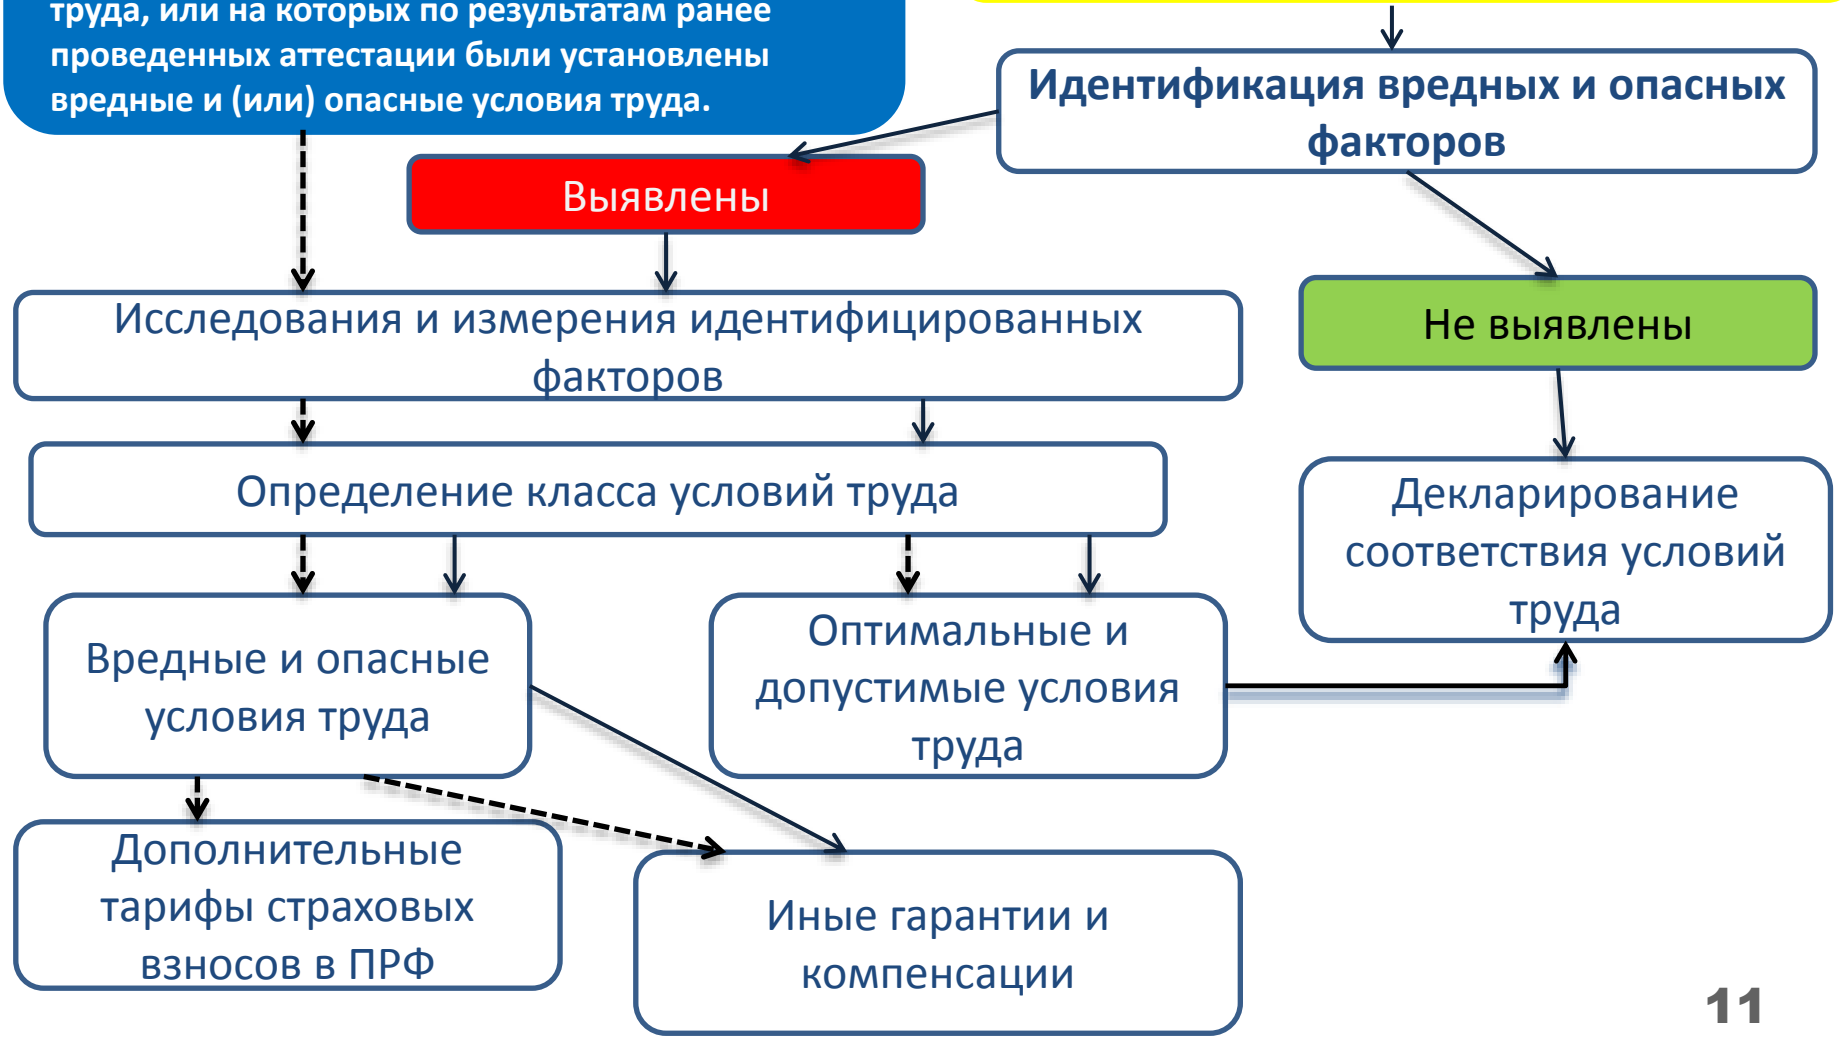 труда, или на которых по результатам ранее
проведенных аттестации были установлены
вредные и (или) опасные условия труда.
Идентификация вредных и опасных
факторов
Выявлены
Исследования и измерения идентифицированных
факторов
Не выявлены
Определение класса условий труда
Декларирование
соответствия условий
труда
Вредные и опасные
условия труда
Оптимальные и
допустимые условия
труда
Дополнительные
тарифы страховых
взносов в ПРФ
Иные гарантии и
компенсации
11